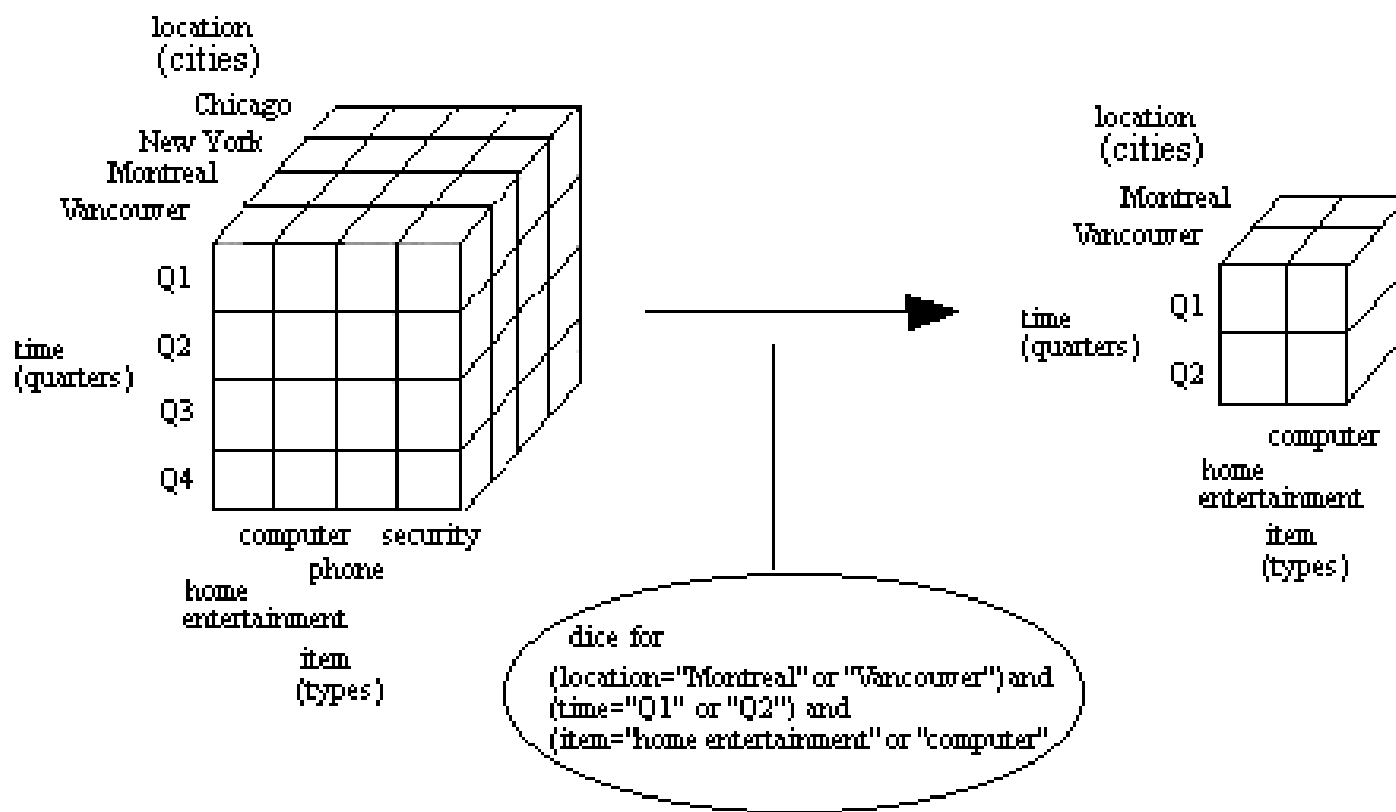 location
(cities)
Chicago
New York
Montreal
Vancouver
Q1
Q2
Q3
Q4
time
(quarters)
computer
security
phone
home
entertainment
item
(types)
dice for
(location="Montreal" or "Vancouver") and
(time="Q1" or "Q2") and
(item="home entertainment" or "computer"
location
(cities)
Montreal
Vancouver
Q1
Q2
time
(quarters)
computer
home
entertainment
item
(types)